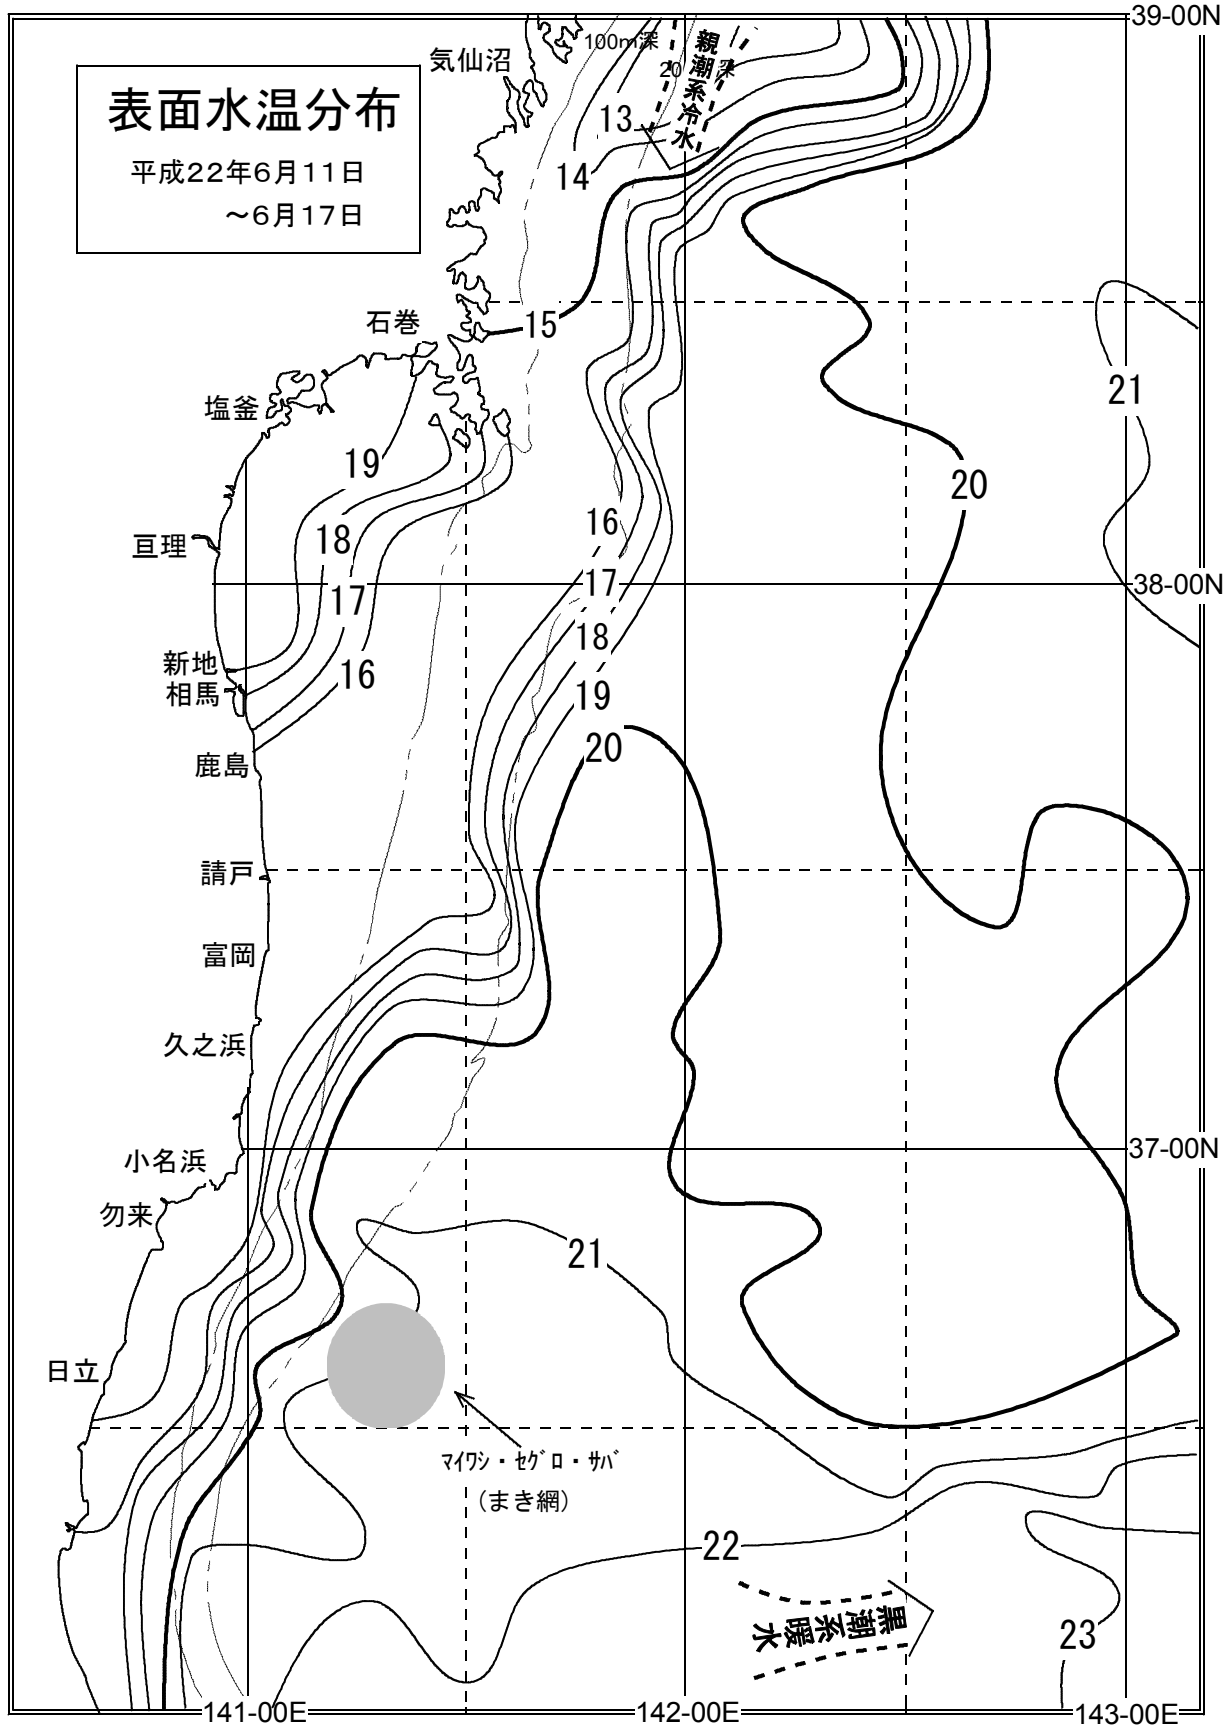 39-00N
気仙沼
100m深
20 深
親潮系冷水
表面水温分布
平成22年6月11日
～6月17日
13
14
石巻
15
21
塩釜
19
20
亘理
18
16
17
17
38-00N
18
新地
16
相馬
19
20
鹿島
請戸
富岡
久之浜
小名浜
37-00N
勿来
21
日立
ﾏｲﾜｼ・ｾｸﾞﾛ・ｻﾊﾞ
(まき網)
22
黒潮系暖水
23
141-00E
142-00E
143-00E